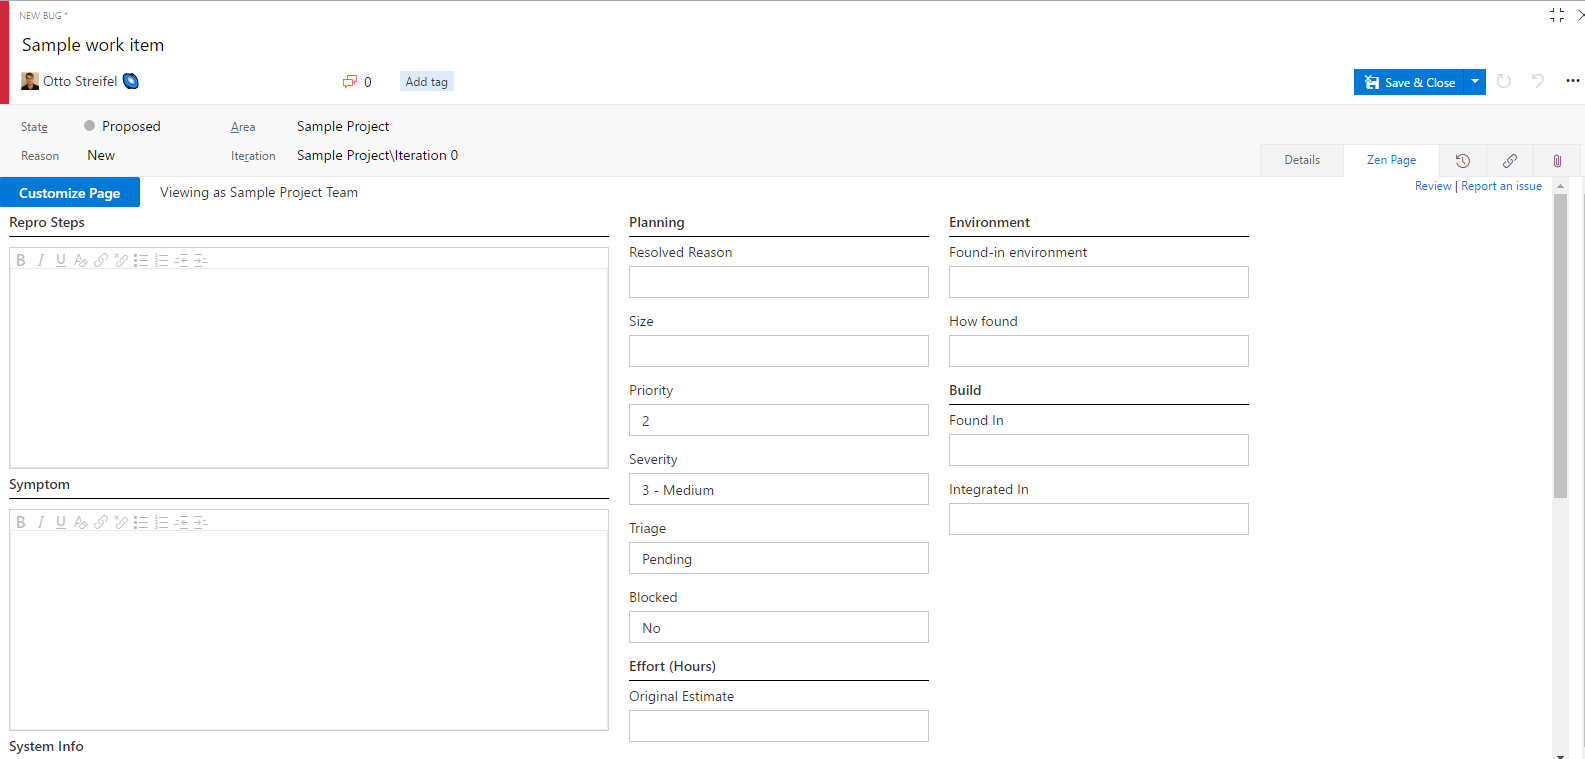 NEW BUG *
Sample work item
Otto Streifel
0
Add tag
Save & Close
State
Proposed
Area
Sample Project
Reason
New
Iteration
Sample Project\Iteration 0
Details
Zen Page
Customize Page
Viewing as Sample Project Team
Review | Report an issue
Repro Steps
B I U
Symptom
B I U
System Info
Planning
Resolved Reason
Size
Priority
2
Severity
3 - Medium
Triage
Pending
Blocked
No
Effort (Hours)
Original Estimate
Environment
Found-in environment
How found
Build
Found In
Integrated In